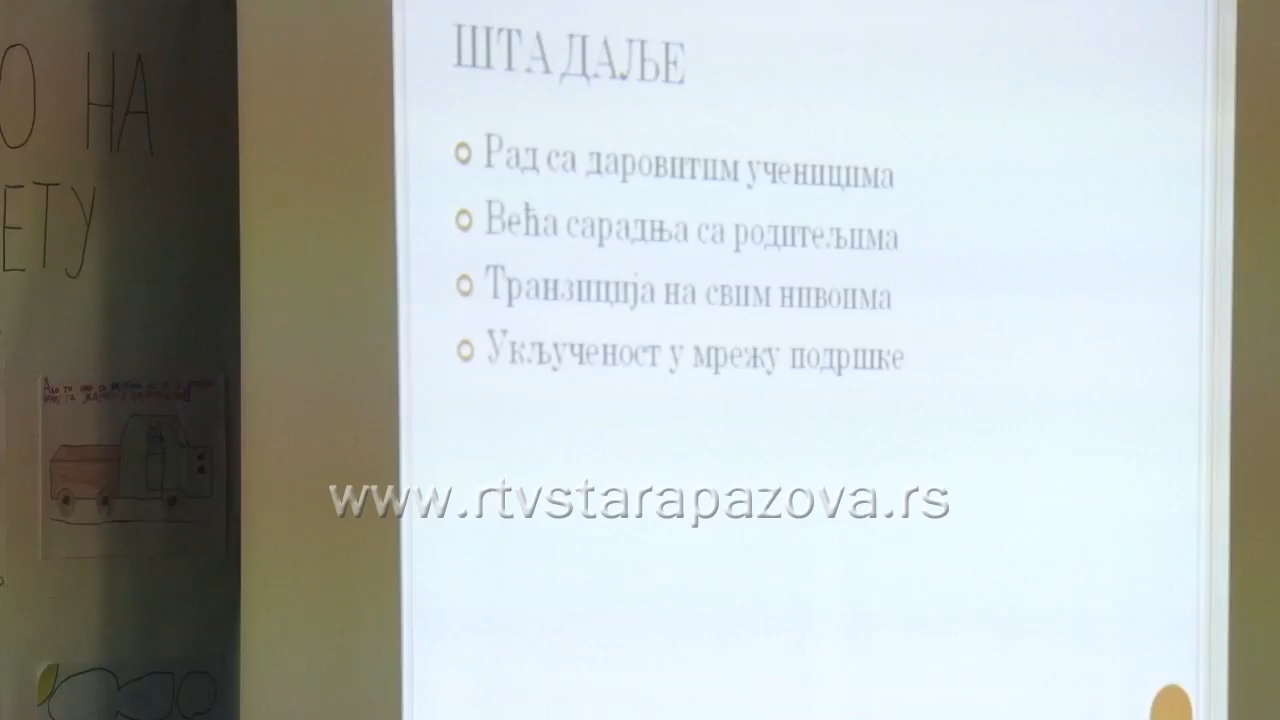 О НА
ЕТУ
ШТА ДАЉЕ
Рад са даровитим ученицима
Већа сарадња са родитељима
Транзиција на свим нивоима
Укљученост у мрежу подршке
www.rtvstarapazova.rs